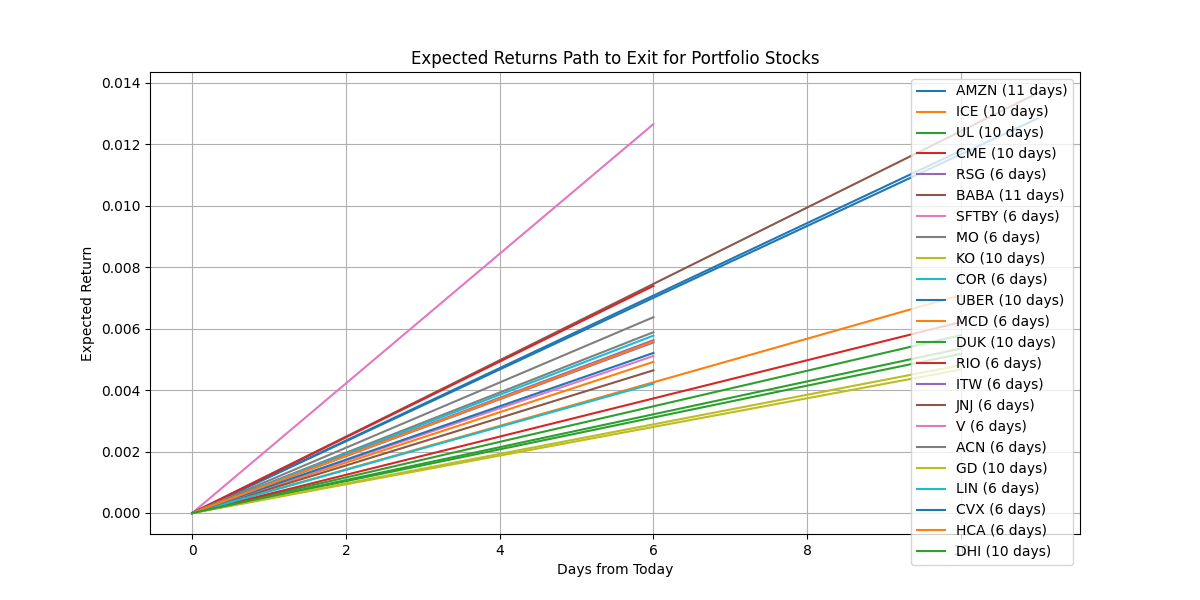 Expected Returns Path to Exit for Portfolio Stocks
0.014
0.012
0.010
0.008
0.006
0.004
0.002
0.000
Expected Return
0
2
4
6
8
Days from Today
AMZN (11 days)
ICE (10 days)
UL (10 days)
CME (10 days)
RSG (6 days)
BABA (11 days)
SFTBY (6 days)
MO (6 days)
KO (10 days)
COR (6 days)
UBER (10 days)
MCD (6 days)
DUK (10 days)
RIO (6 days)
ITW (6 days)
JNJ (6 days)
V (6 days)
ACN (6 days)
GD (10 days)
LIN (6 days)
CVX (6 days)
HCA (6 days)
DHI (10 days)